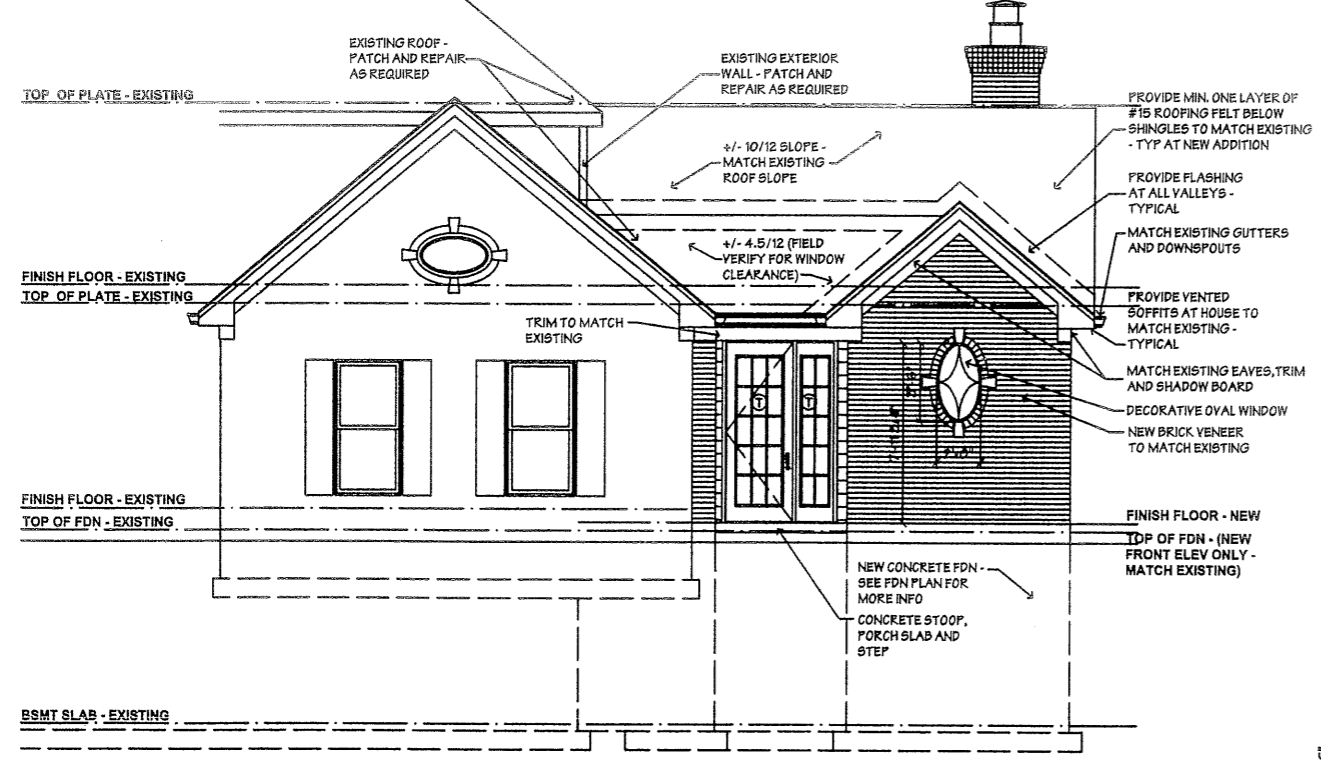 EXISTING ROOF -
PATCH AND REPAIR
AS REQUIRED
EXISTING EXTERIOR
WALL - PATCH AND
REPAIR AS REQUIRED
TOP OF PLATE - EXISTING
PROVIDE MIN. ONE LAYER OF
#15 ROOFING FELT BELOW
SHINGLES TO MATCH EXISTING
- TYP AT NEW ADDITION
+/- 10/12 SLOPE -
MATCH EXISTING
ROOF SLOPE
PROVIDE FLASHING
AT ALL VALLEYS -
TYPICAL
MATCH EXISTING GUTTERS
AND DOWNSPOUTS
+/- 4.5/12 (FIELD
VERIFY FOR WINDOW
CLEARANCE)
FINISH FLOOR - EXISTING
TOP OF PLATE - EXISTING
PROVIDE VENTED
SOFFITS AT HOUSE TO
MATCH EXISTING -
TYPICAL
TRIM TO MATCH
EXISTING
MATCH EXISTING EAVES, TRIM
AND SHADOW BOARD
T
T
DECORATIVE OVAL WINDOW
NEW BRICK VENEER
TO MATCH EXISTING
FINISH FLOOR - EXISTING
TOP OF FDN - EXISTING
FINISH FLOOR - NEW
TOP OF FDN - (NEW
FRONT ELEV ONLY -
MATCH EXISTING)
NEW CONCRETE FDN -
SEE FDN PLAN FOR
MORE INFO
CONCRETE STOOP,
PORCH SLAB AND
STEP
BSMT SLAB - EXISTING